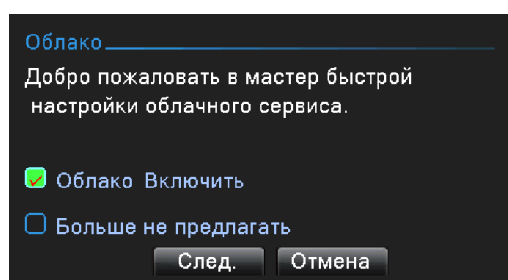 Облако
Добро пожаловать в мастер быстрой
настройки облачного сервиса.
Облако Включить
Больше не предлагать
След. Отмена